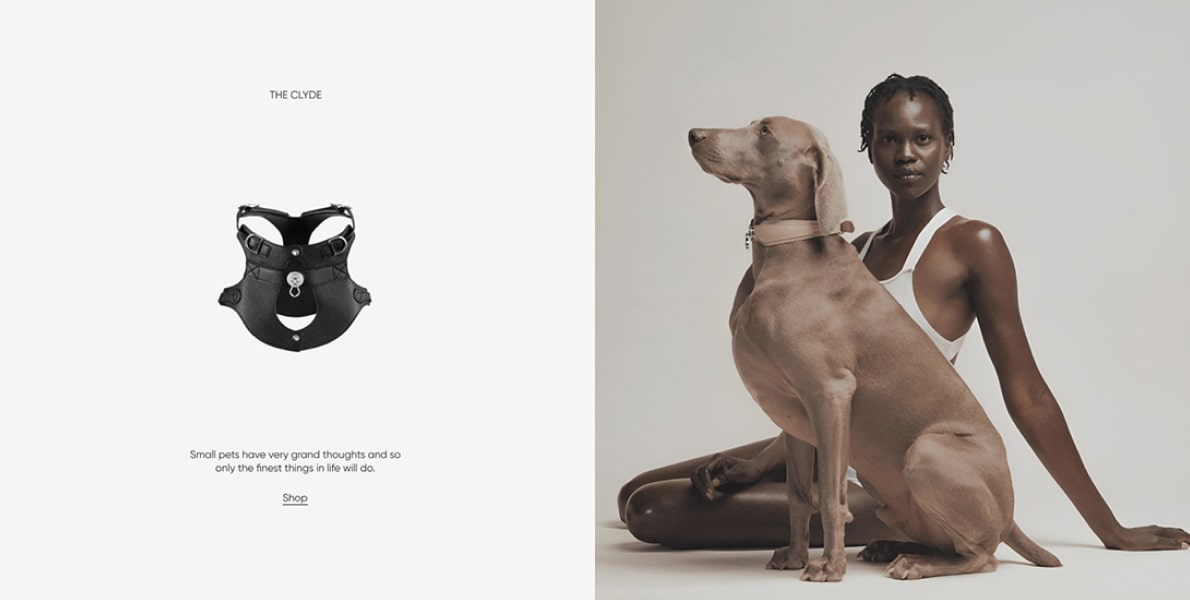 THE CLYDE
Small pets have very grand thoughts and so
only the finest things in life will do.
Shop